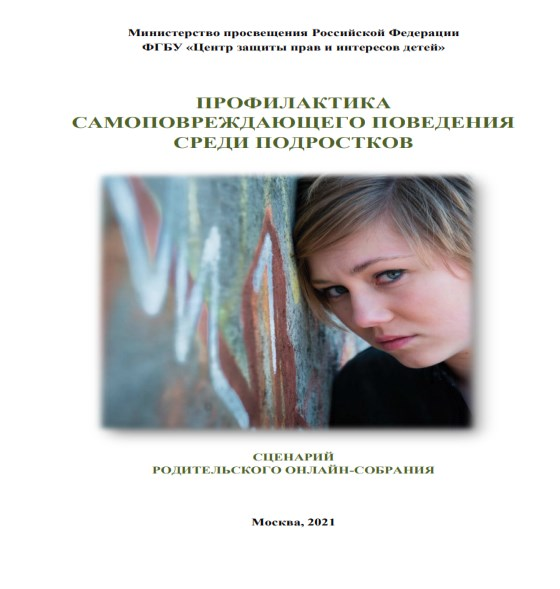 Министерство просвещения Российской Федерации
ФГБУ «Центр защиты прав и интересов детей»
ПРОФИЛАКТИКА
САМОПОВРЕЖДАЮЩЕГО ПОВЕДЕНИЯ
СРЕДИ ПОДРОСТКОВ
СЦЕНАРИЙ
РОДИТЕЛЬСКОГО ОНЛАЙН-СОБРАНИЯ
Москва, 2021